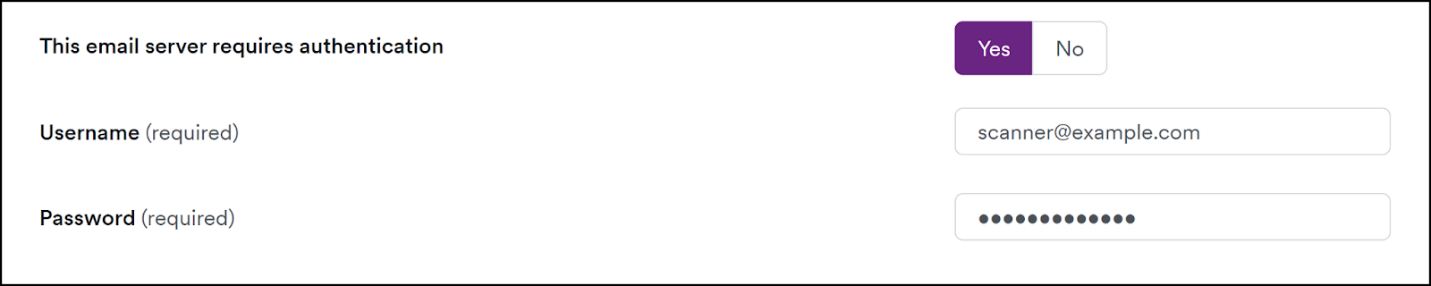 This email server requires authentication
Yes No
Username (required)
scanner@example.com
Password (required)
•••••••••••••